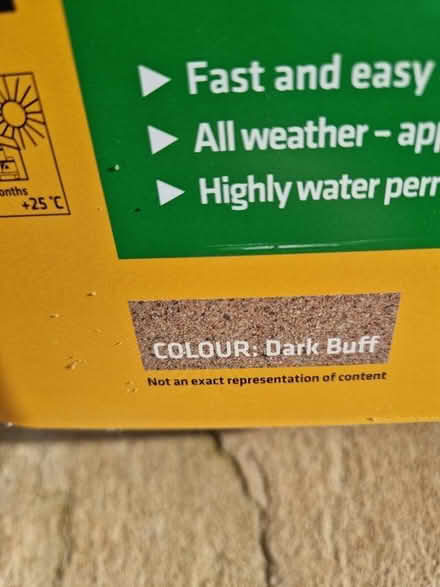 Fast and easy
All weather – app
Highly water perm
onths
+25°C
COLOUR: Dark Buff
Not an exact representation of content